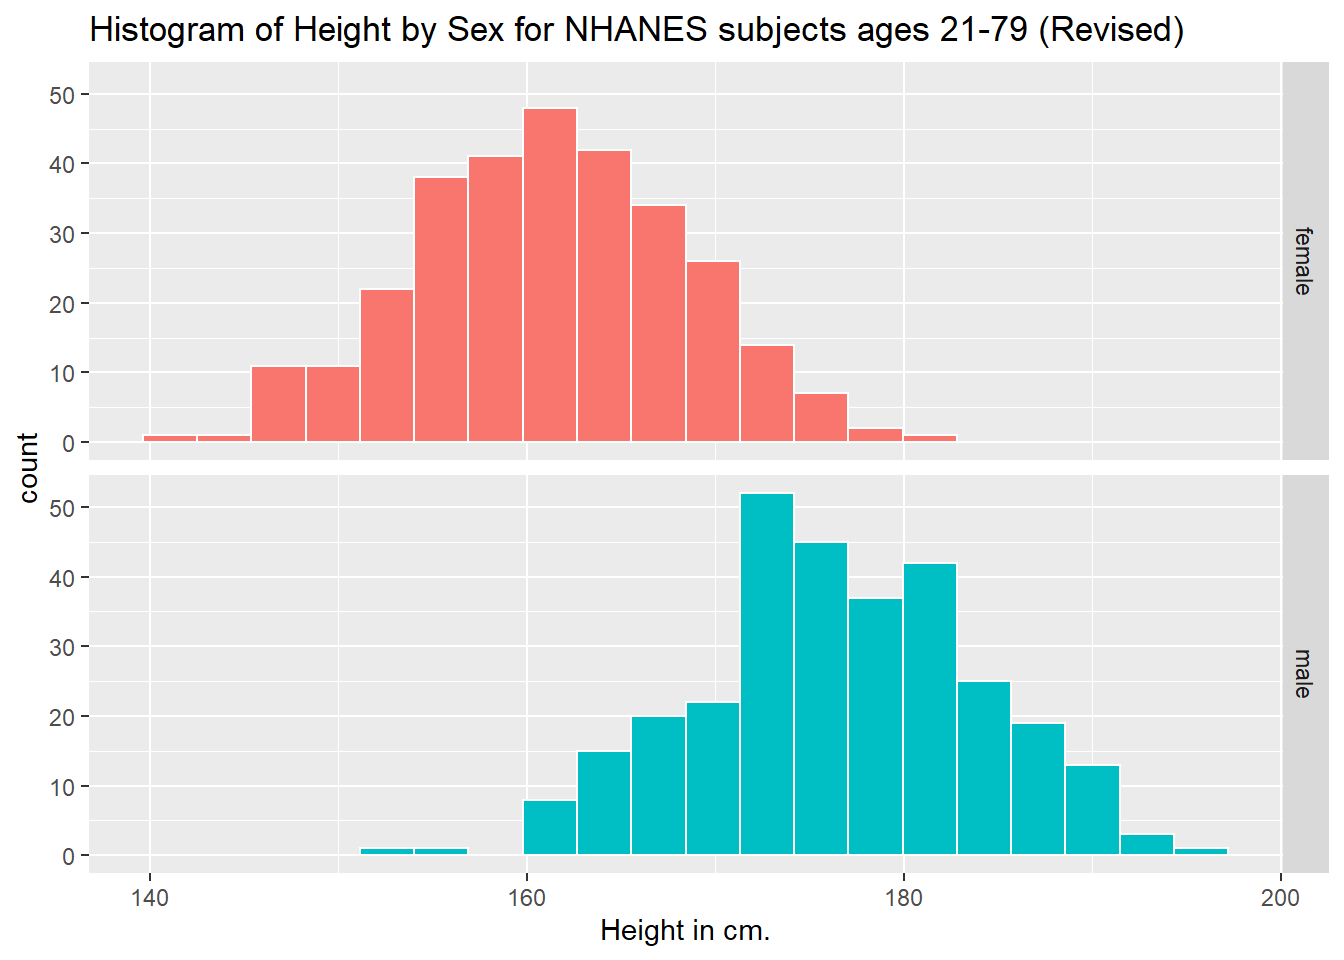 Histogram of Height by Sex for NHANES subjects ages 21-79 (Revised)
50
40
30
20
10
0
female
count
50
40
30
20
10
0
male
140 160 180 200
Height in cm.